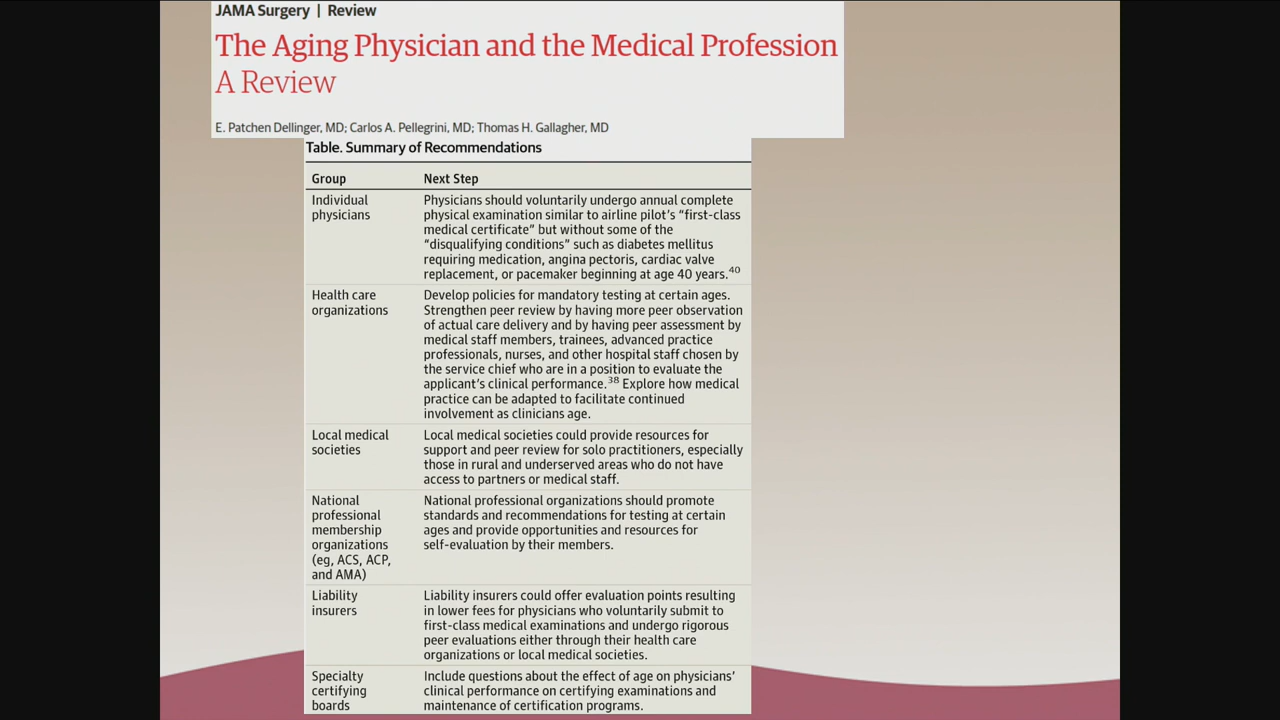 JAMA Surgery | Review
The Aging Physician and the Medical Profession
A Review
E. Patchen Dellinger, MD; Carlos A. Pellegrini, MD; Thomas H. Gallagher, MD
Table. Summary of Recommendations
Group Next Step
Individual physicians
Physicians should voluntarily undergo annual complete
physical examination similar to airline pilot's "first-class
medical certificate" but without some of the
"disqualifying conditions" such as diabetes mellitus
requiring medication, angina pectoris, cardiac valve
replacement, or pacemaker beginning at age 40 years.40
Health care
organizations
Develop policies for mandatory testing at certain ages.
Strengthen peer review by having more peer observation
of actual care delivery and by having peer assessment by
medical staff members, trainees, advanced practice
professionals, nurses, and other hospital staff chosen by
the service chief who are in a position to evaluate the
applicant's clinical performance.38 Explore how medical
practice can be adapted to facilitate continued
involvement as clinicians age.
Local medical
societies
Local medical societies could provide resources for
support and peer review for solo practitioners, especially
those in rural and underserved areas who do not have
access to partners or medical staff.
National
professional
membership
organizations
(eg, ACS, ACP,
and AMA)
National professional organizations should promote
standards and recommendations for testing at certain
ages and provide opportunities and resources for
self-evaluation by their members.
Liability
insurers
Liability insurers could offer evaluation points resulting
in lower fees for physicians who voluntarily submit to
first-class medical examinations and undergo rigorous
peer evaluations either through their health care
organizations or local medical societies.
Specialty
certifying
boards
Include questions about the effect of age on physicians'
clinical performance on certifying examinations and
maintenance of certification programs.